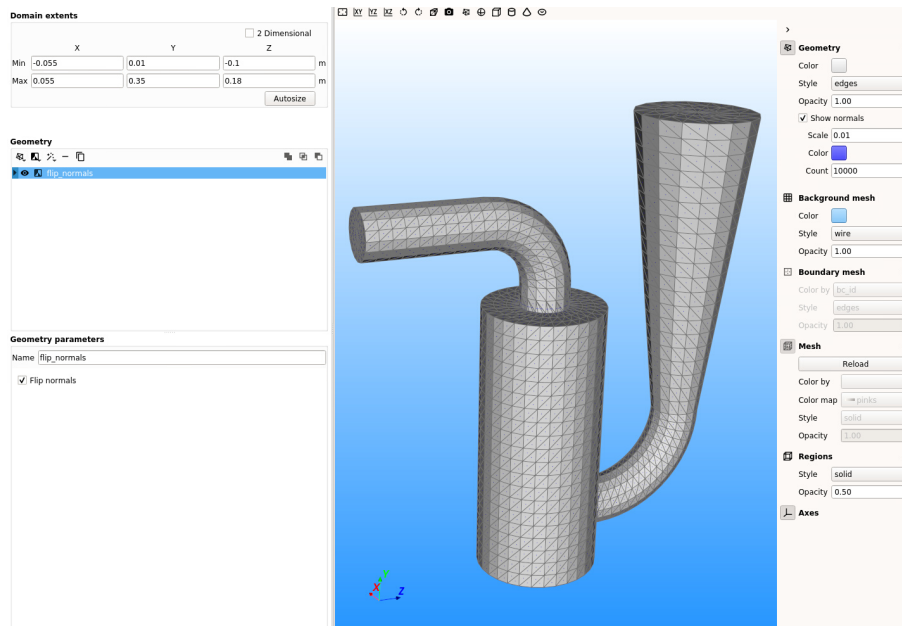 Domain extents
2 Dimensional
X Y Z
Min -0.055 0.01 -0.1 m
Max 0.055 0.35 0.18 m
Autosize
Geometry
flip_normals
Geometry parameters
Name flip_normals
Flip normals
XY YZ XZ
Y
X
Z
Geometry
Color
Style edges
Opacity 1.00
Show normals
Scale 0.01
Color
Count 10000
Background mesh
Color
Style wire
Opacity 1.00
Boundary mesh
Color by bc_id
Style edges
Opacity 1.00
Mesh
Reload
Color by
Color map pinks
Style solid
Opacity 1.00
Regions
Style solid
Opacity 0.50
Axes